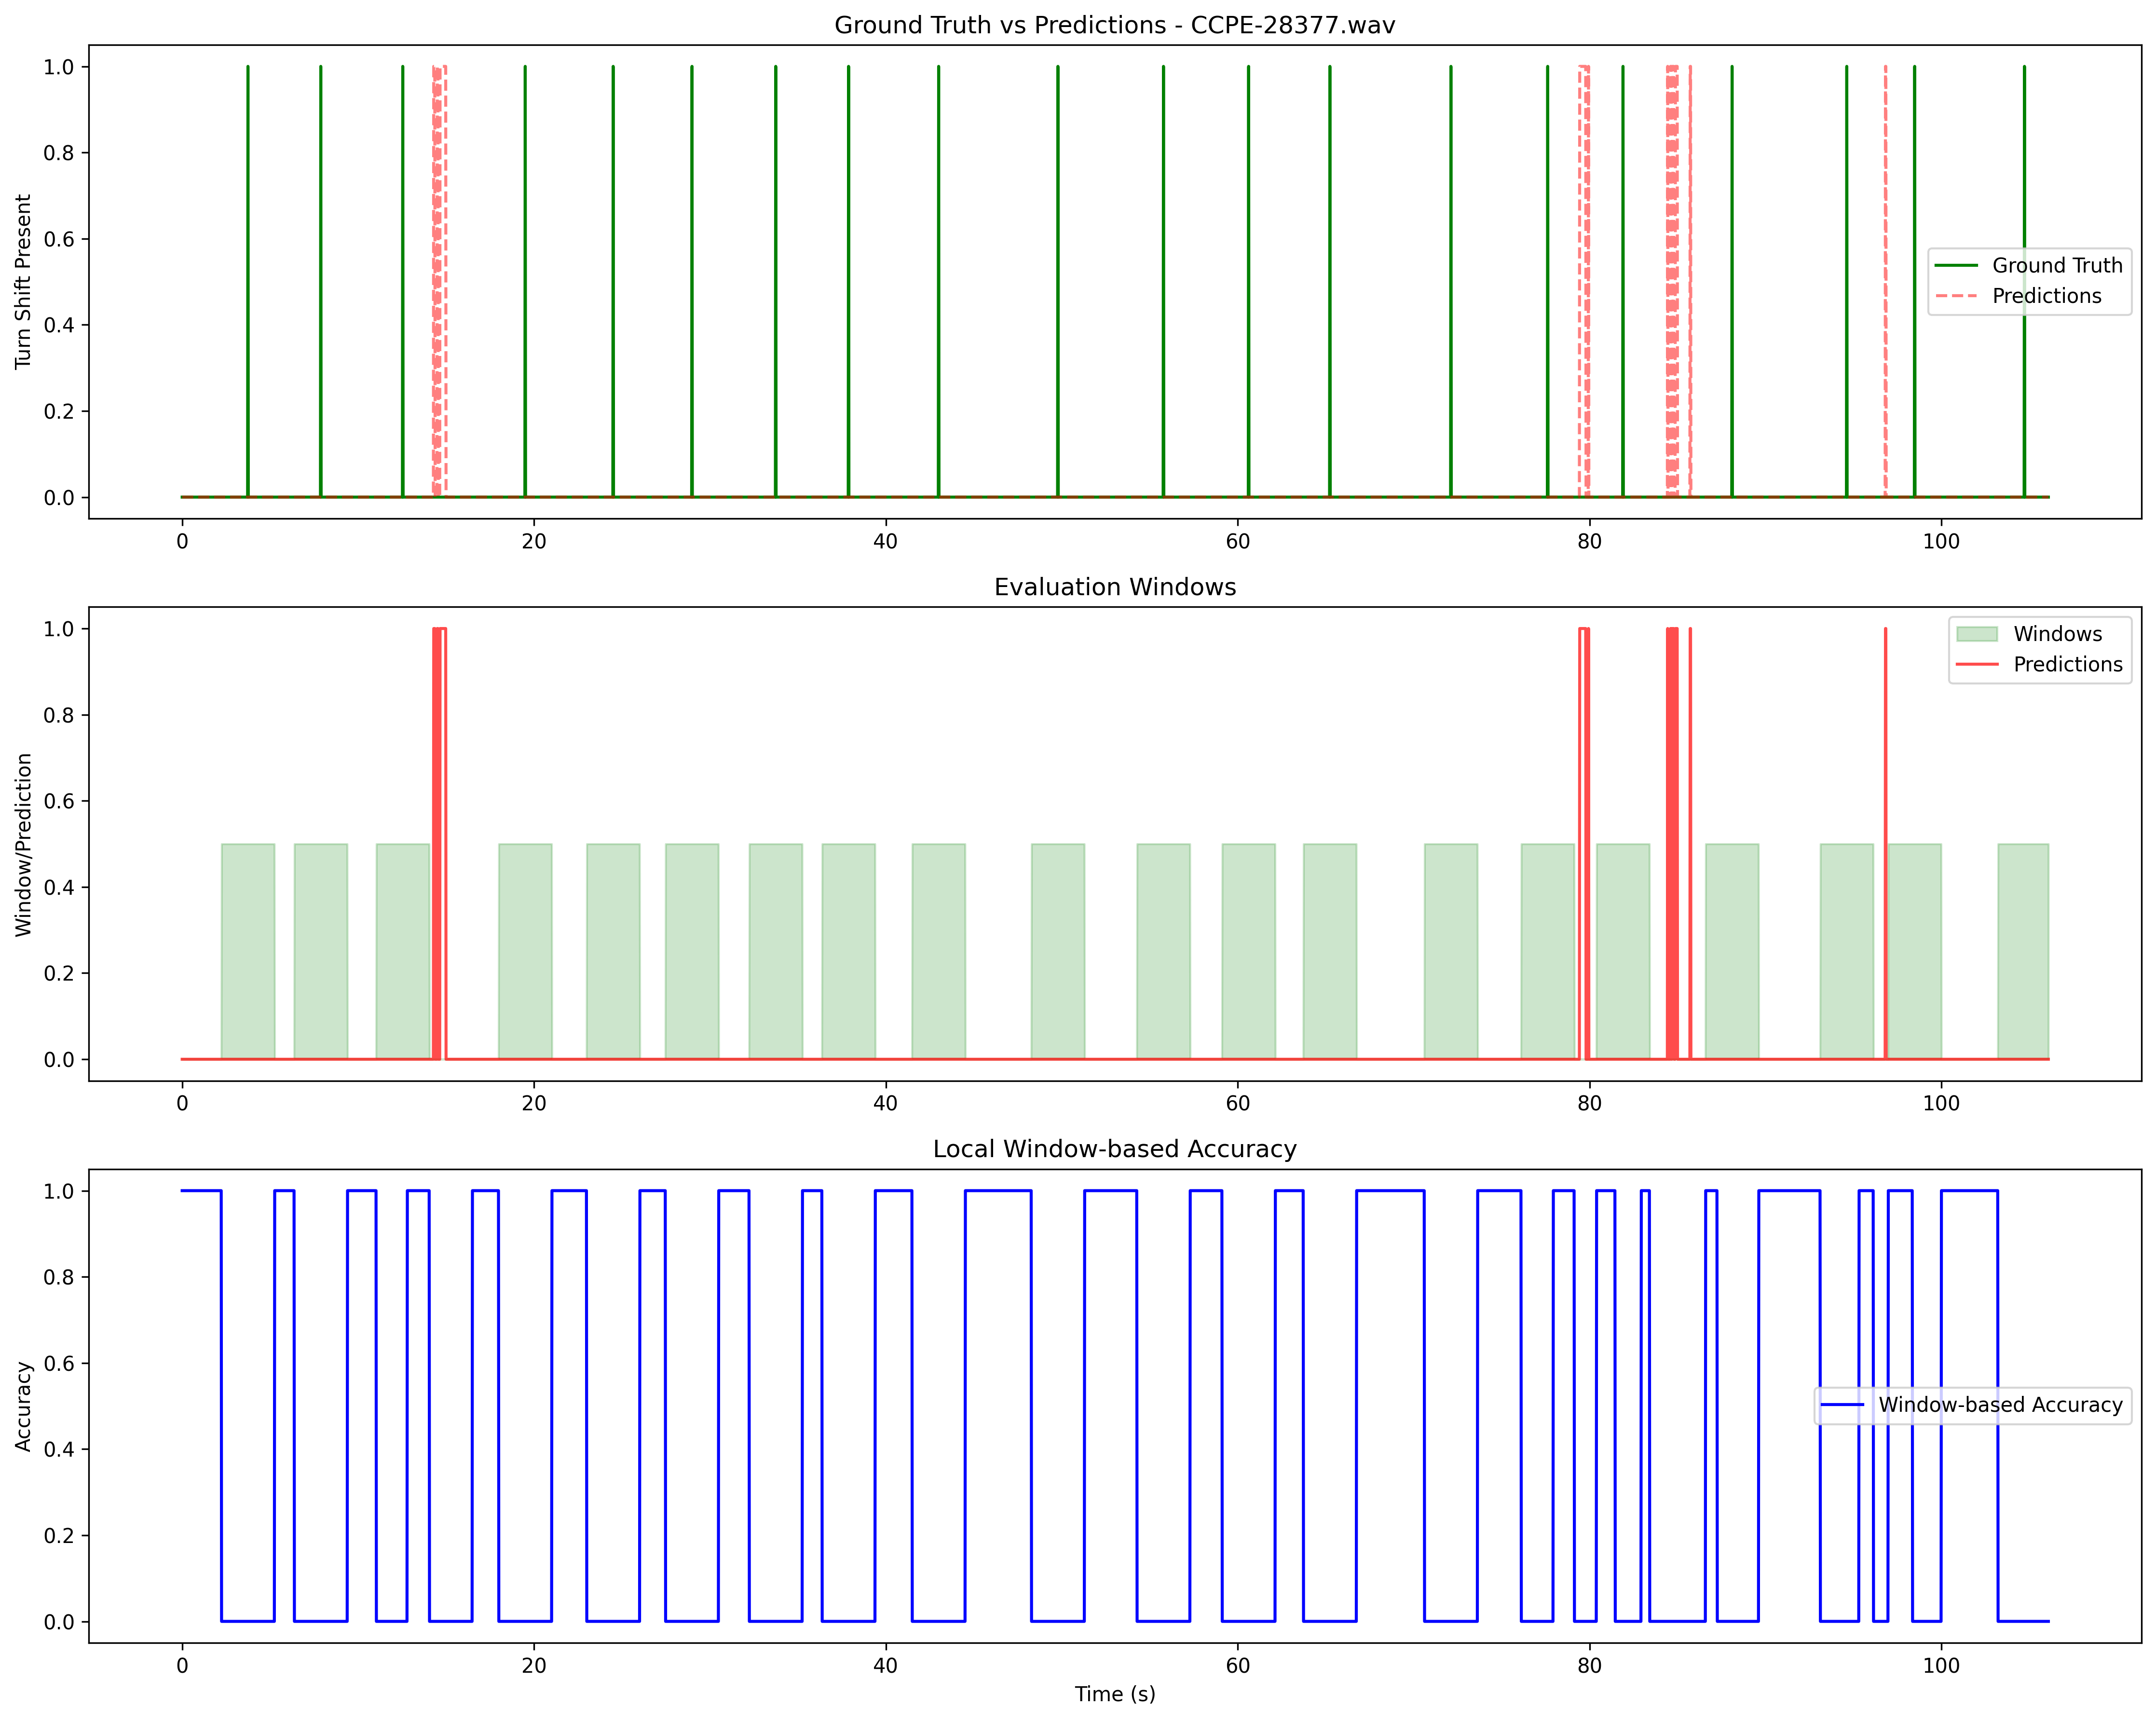 Ground Truth vs Predictions - CCPE-28377.wav
1.0
0.8
0.6
0.4
0.2
0.0
Turn Shift Present
Ground Truth
Predictions
0 20 40 60 80 100
Evaluation Windows
1.0
0.8
0.6
0.4
0.2
0.0
Window/Prediction
Windows
Predictions
0 20 40 60 80 100
Local Window-based Accuracy
1.0
0.8
0.6
0.4
0.2
0.0
Accuracy
Window-based Accuracy
0 20 40 60 80 100
Time (s)